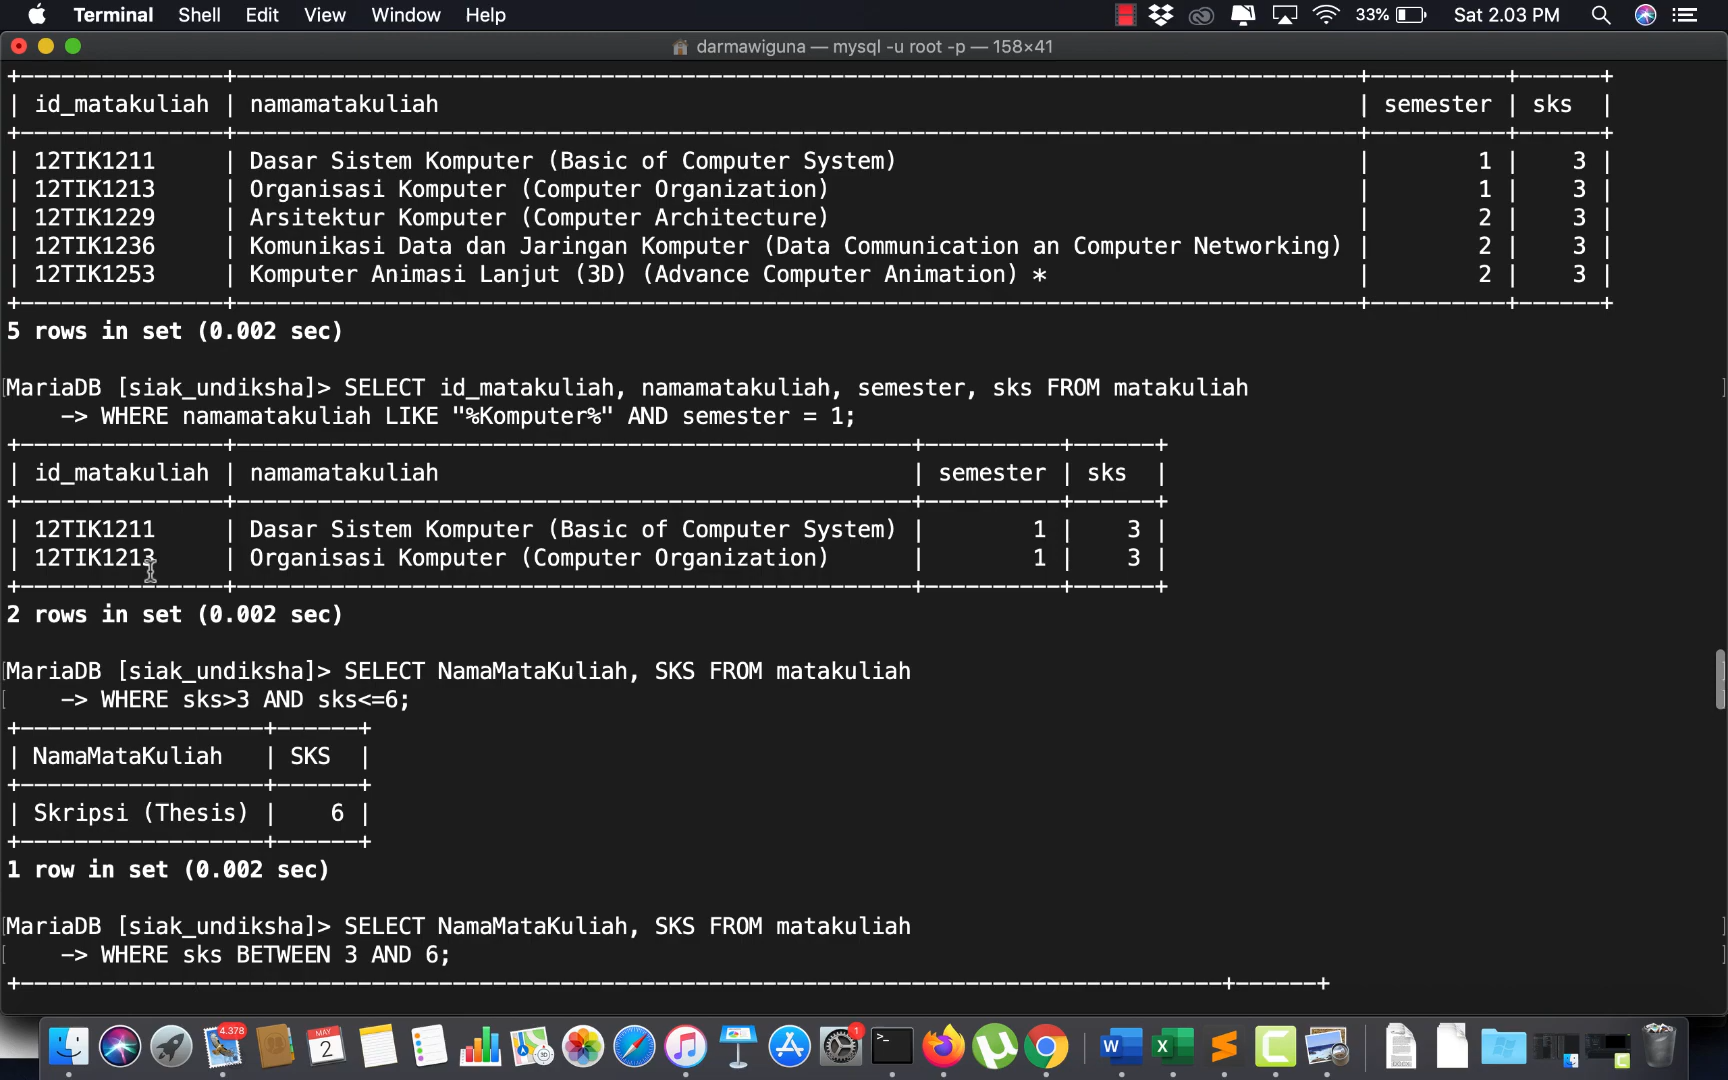 Terminal Shell Edit View Window Help 33% Sat 2.03 PM
darmawiguna — mysql -u root -p — 158×41
| id_matakuliah | namamatakuliah | semester | sks |
| 12TIK1211 | Dasar Sistem Komputer (Basic of Computer System) | 1 | 3 |
| 12TIK1213 | Organisasi Komputer (Computer Organization) | 1 | 3 |
| 12TIK1229 | Arsitektur Komputer (Computer Architecture) | 2 | 3 |
| 12TIK1236 | Komunikasi Data dan Jaringan Komputer (Data Communication an Computer Networking) | 2 | 3 |
| 12TIK1253 | Komputer Animasi Lanjut (3D) (Advance Computer Animation) * | 2 | 3 |
5 rows in set (0.002 sec)
MariaDB [siak_undiksha]> SELECT id_matakuliah, namamatakuliah, semester, sks FROM matakuliah
-> WHERE namamatakuliah LIKE "%Komputer%" AND semester = 1;
| id_matakuliah | namamatakuliah | semester | sks |
| 12TIK1211 | Dasar Sistem Komputer (Basic of Computer System) | 1 | 3 |
| 12TIK1213 | Organisasi Komputer (Computer Organization) | 1 | 3 |
2 rows in set (0.002 sec)
MariaDB [siak_undiksha]> SELECT NamaMataKuliah, SKS FROM matakuliah
-> WHERE sks>3 AND sks<=6;
| NamaMataKuliah | SKS |
| Skripsi (Thesis) | 6 |
1 row in set (0.002 sec)
MariaDB [siak_undiksha]> SELECT NamaMataKuliah, SKS FROM matakuliah
-> WHERE sks BETWEEN 3 AND 6;
4.378
MAY
2
3D
1
>_
W
X